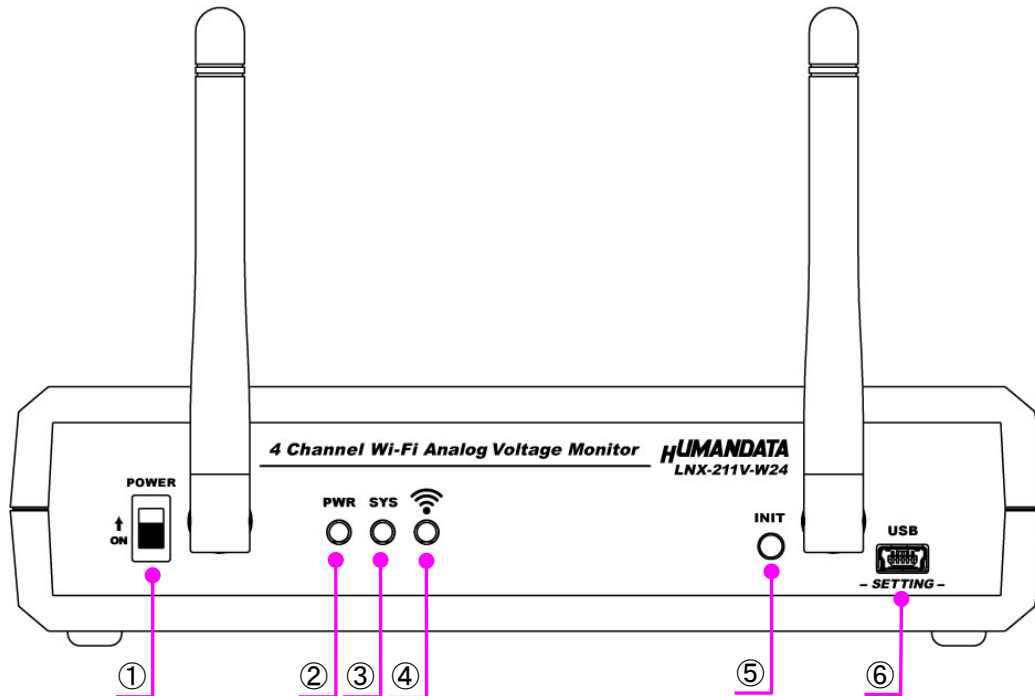 4 Channel Wi-Fi Analog Voltage Monitor
HUMANDATA
LNX-211V-W24
POWER
↑
ON
PWR SYS
INIT
USB
– SETTING –
① ② ③ ④ ⑤ ⑥